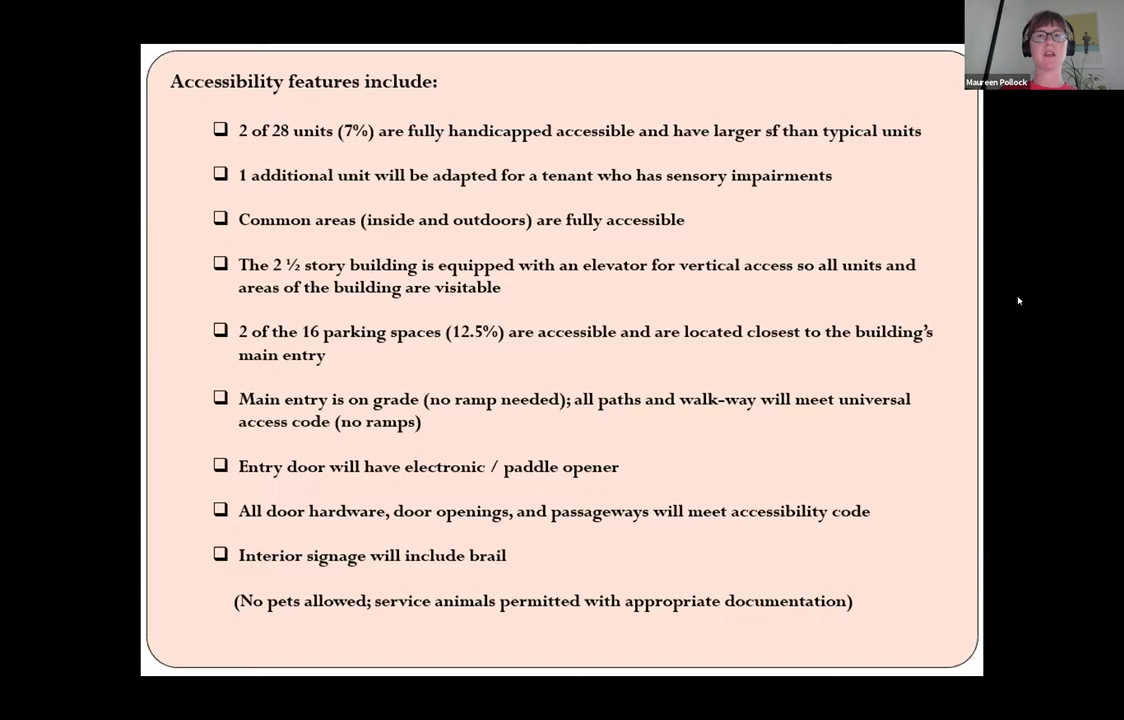 Accessibility features include:
2 of 28 units (7%) are fully handicapped accessible and have larger sf than typical units
1 additional unit will be adapted for a tenant who has sensory impairments
Common areas (inside and outdoors) are fully accessible
The 2 ½ story building is equipped with an elevator for vertical access so all units and
areas of the building are visitable
2 of the 16 parking spaces (12.5%) are accessible and are located closest to the building's
main entry
Main entry is on grade (no ramp needed); all paths and walk-way will meet universal
access code (no ramps)
Entry door will have electronic / paddle opener
All door hardware, door openings, and passageways will meet accessibility code
Interior signage will include brail
(No pets allowed; service animals permitted with appropriate documentation)
Maureen Pollock